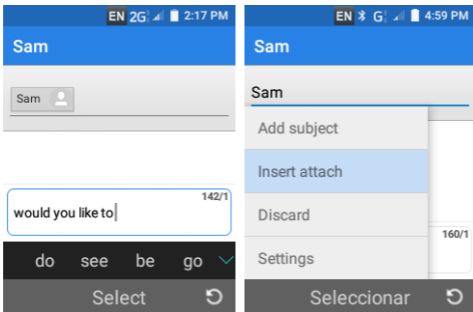 EN 2G 2:17 PM
Sam
Sam
142/1
would you like to
do see be go
Select
EN G 4:59 PM
Sam
Sam
Add subject
Insert attach
Discard
160/1
Settings
Seleccionar